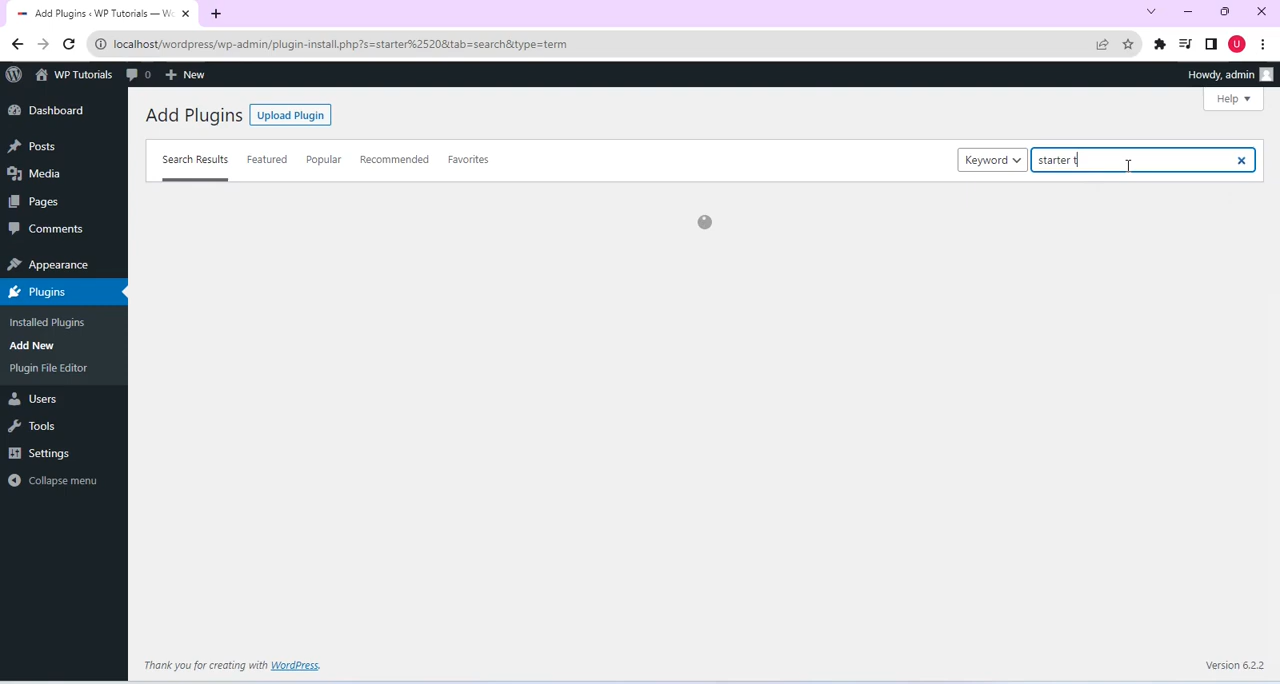 Add Plugins ‹ WP Tutorials — Wo
localhost/wordpress/wp-admin/plugin-install.php?s=starter%2520&tab=search&type=term
U
WP Tutorials
0
New
Howdy, admin
Dashboard
Posts
Media
Pages
Comments
Appearance
Plugins
Installed Plugins
Add New
Plugin File Editor
Users
Tools
Settings
Collapse menu
Add Plugins
Upload Plugin
Help
Search Results
Featured
Popular
Recommended
Favorites
Keyword
starter t
Thank you for creating with WordPress.
Version 6.2.2